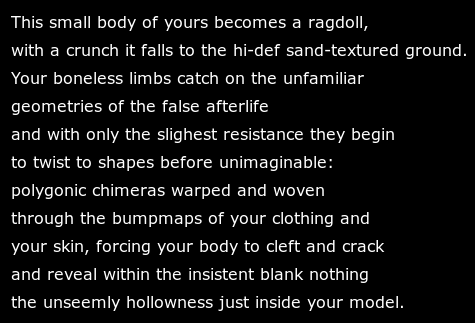 This small body of yours becomes a ragdoll,
with a crunch it falls to the hi-def sand-textured ground.
Your boneless limbs catch on the unfamiliar
geometries of the false afterlife
and with only the slighest resistance they begin
to twist to shapes before unimaginable:
polygonic chimeras warped and woven
through the bumpmaps of your clothing and
your skin, forcing your body to cleft and crack
and reveal within the insistent blank nothing
the unseemly hollowness just inside your model.